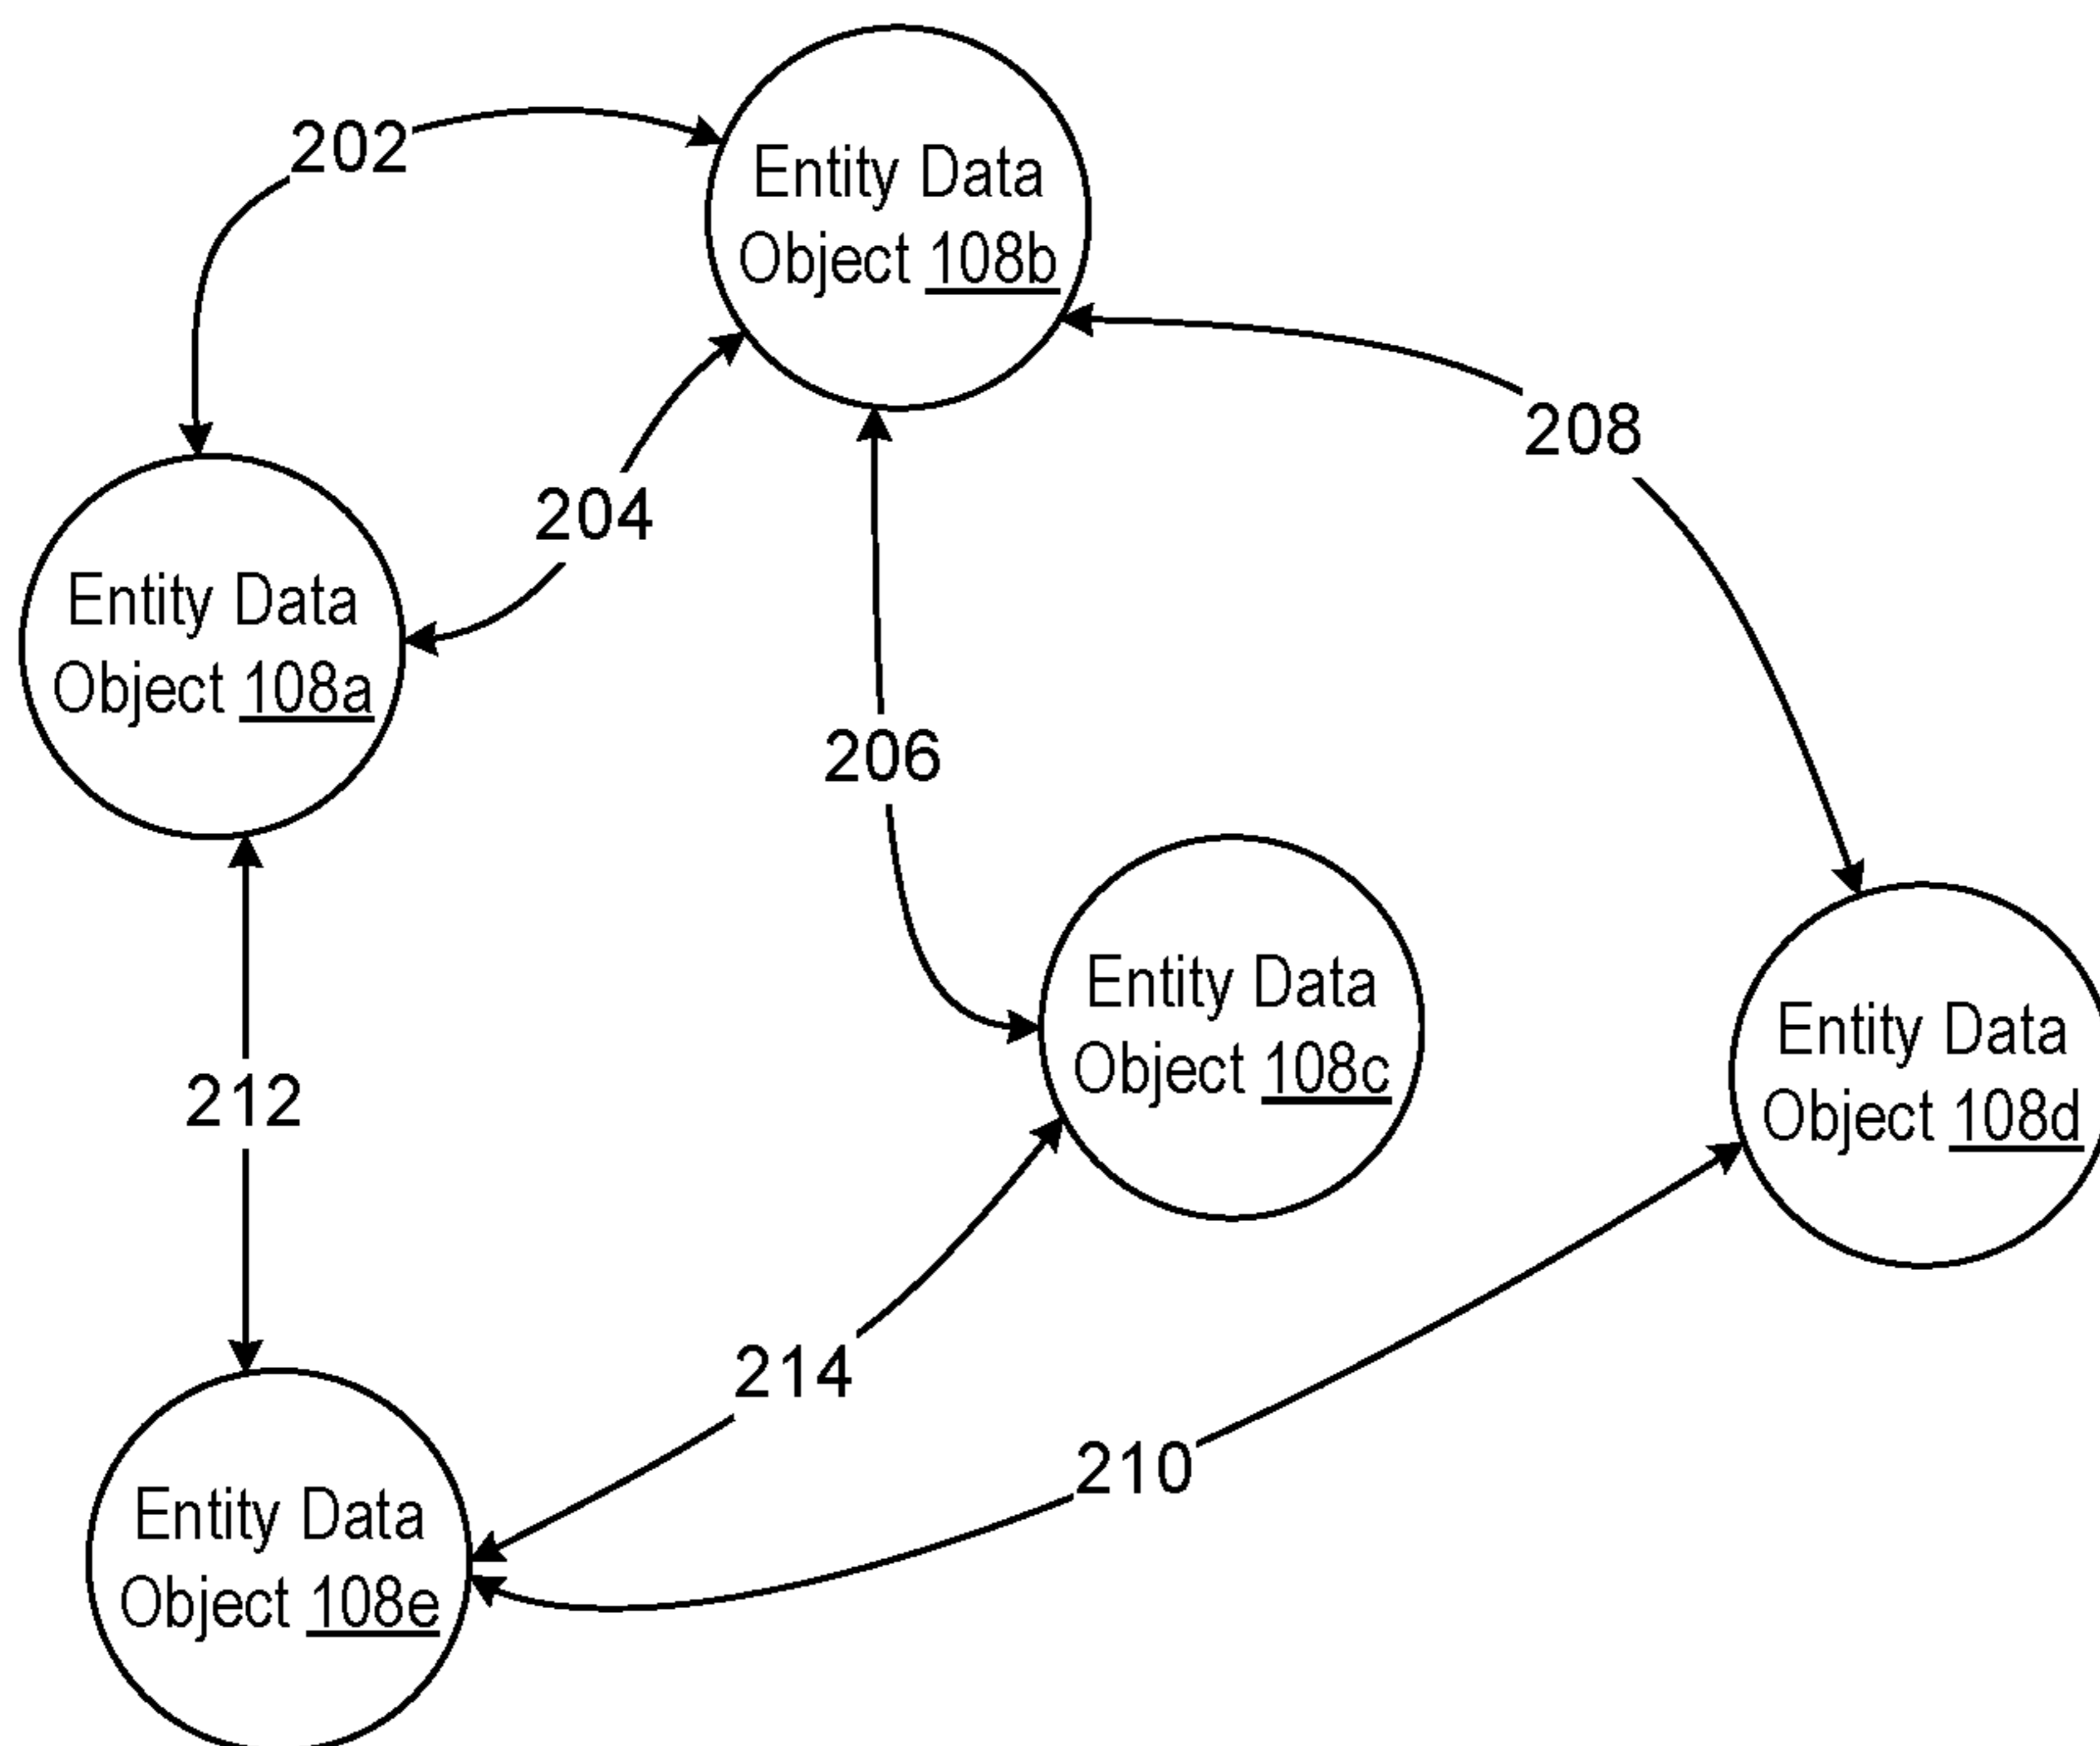 202
Entity Data
Object 108b
208
204
Entity Data
Object 108a
206
Entity Data
Object 108c
Entity Data
Object 108d
212
214
210
Entity Data
Object 108e